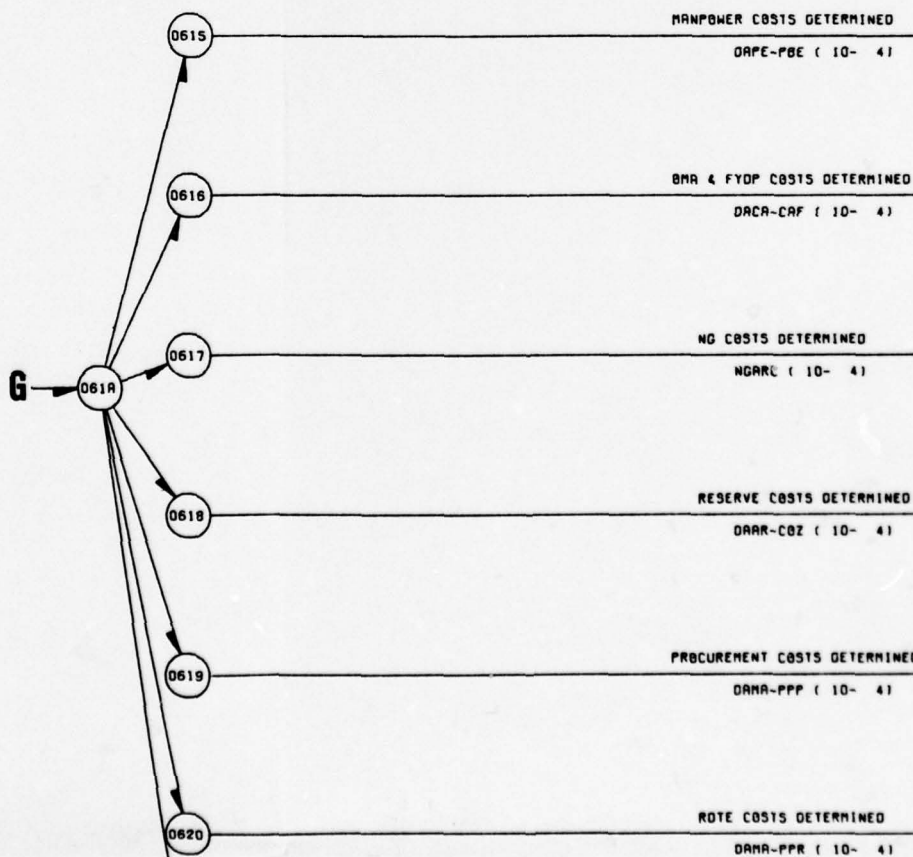 0615
MANPOWER COSTS DETERMINED
DAPE-PBE ( 10- 4)
0616
OMA & FYDP COSTS DETERMINED
DACA-CAF ( 10- 4)
0617
NG COSTS DETERMINED
NGARC ( 10- 4)
G
061A
0618
RESERVE COSTS DETERMINED
DAAR-COZ ( 10- 4)
0619
PROCUREMENT COSTS DETERMINED
DAMA-PPP ( 10- 4)
0620
RDTE COSTS DETERMINED
DAMA-PPR ( 10- 4)